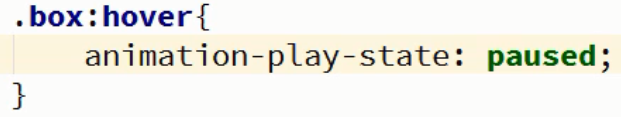 .box:hover{
    animation-play-state: paused;
}